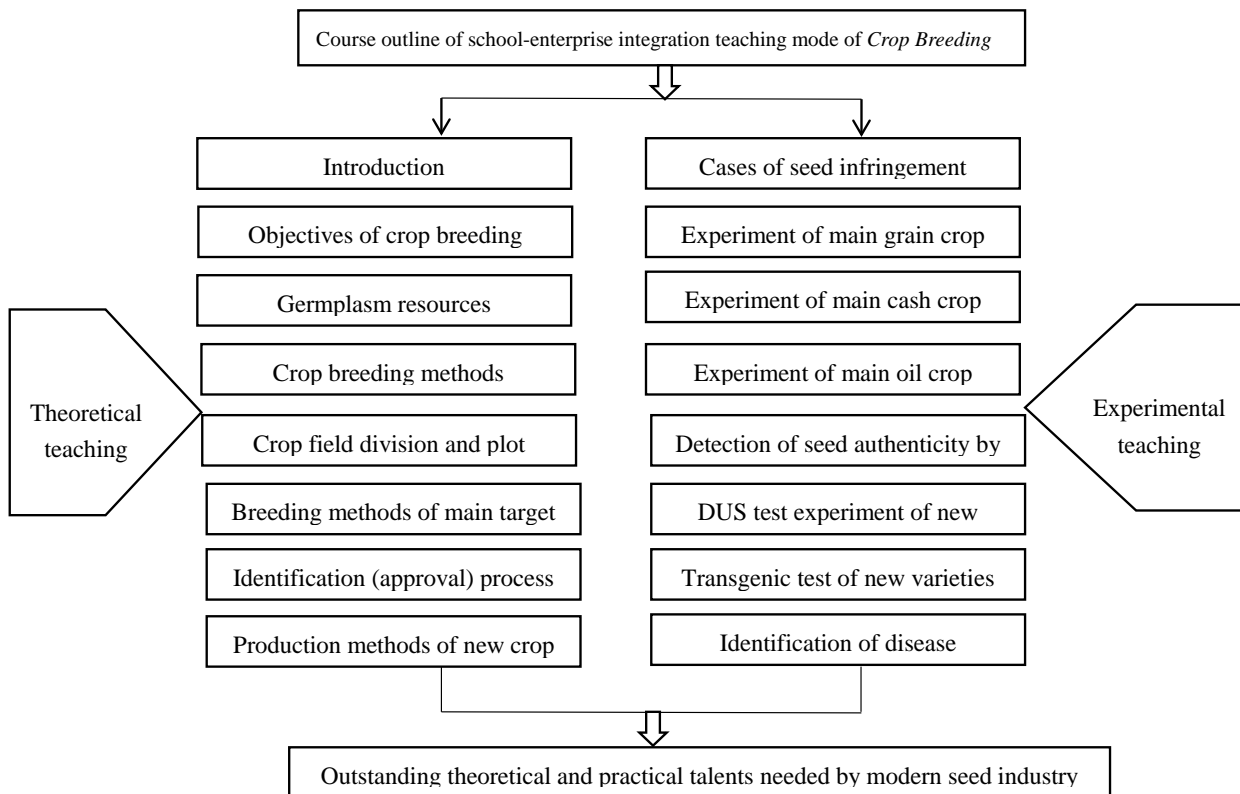 Course outline of school-enterprise integration teaching mode of Crop Breeding
Introduction
Objectives of crop breeding
Germplasm resources
Crop breeding methods
Crop field division and plot
Breeding methods of main target
Identification (approval) process
Production methods of new crop
Cases of seed infringement
Experiment of main grain crop
Experiment of main cash crop
Experiment of main oil crop
Detection of seed authenticity by
DUS test experiment of new
Transgenic test of new varieties
Identification of disease
Theoretical
teaching
Experimental
teaching
Outstanding theoretical and practical talents needed by modern seed industry